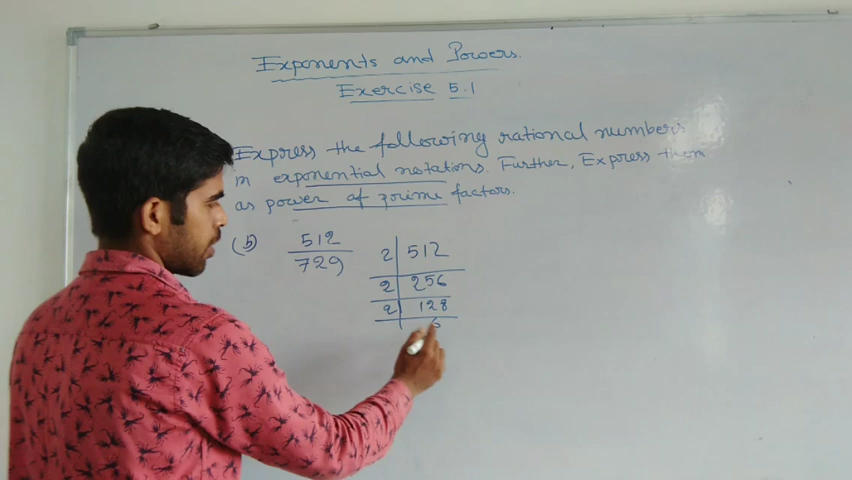 Exponents and Powers.
Exercise 5.1
Express the following rational numbers
in exponential notations. Further, Express them
as power of prime factors.
(b) 512
729
2 512
2 256
2 128
6